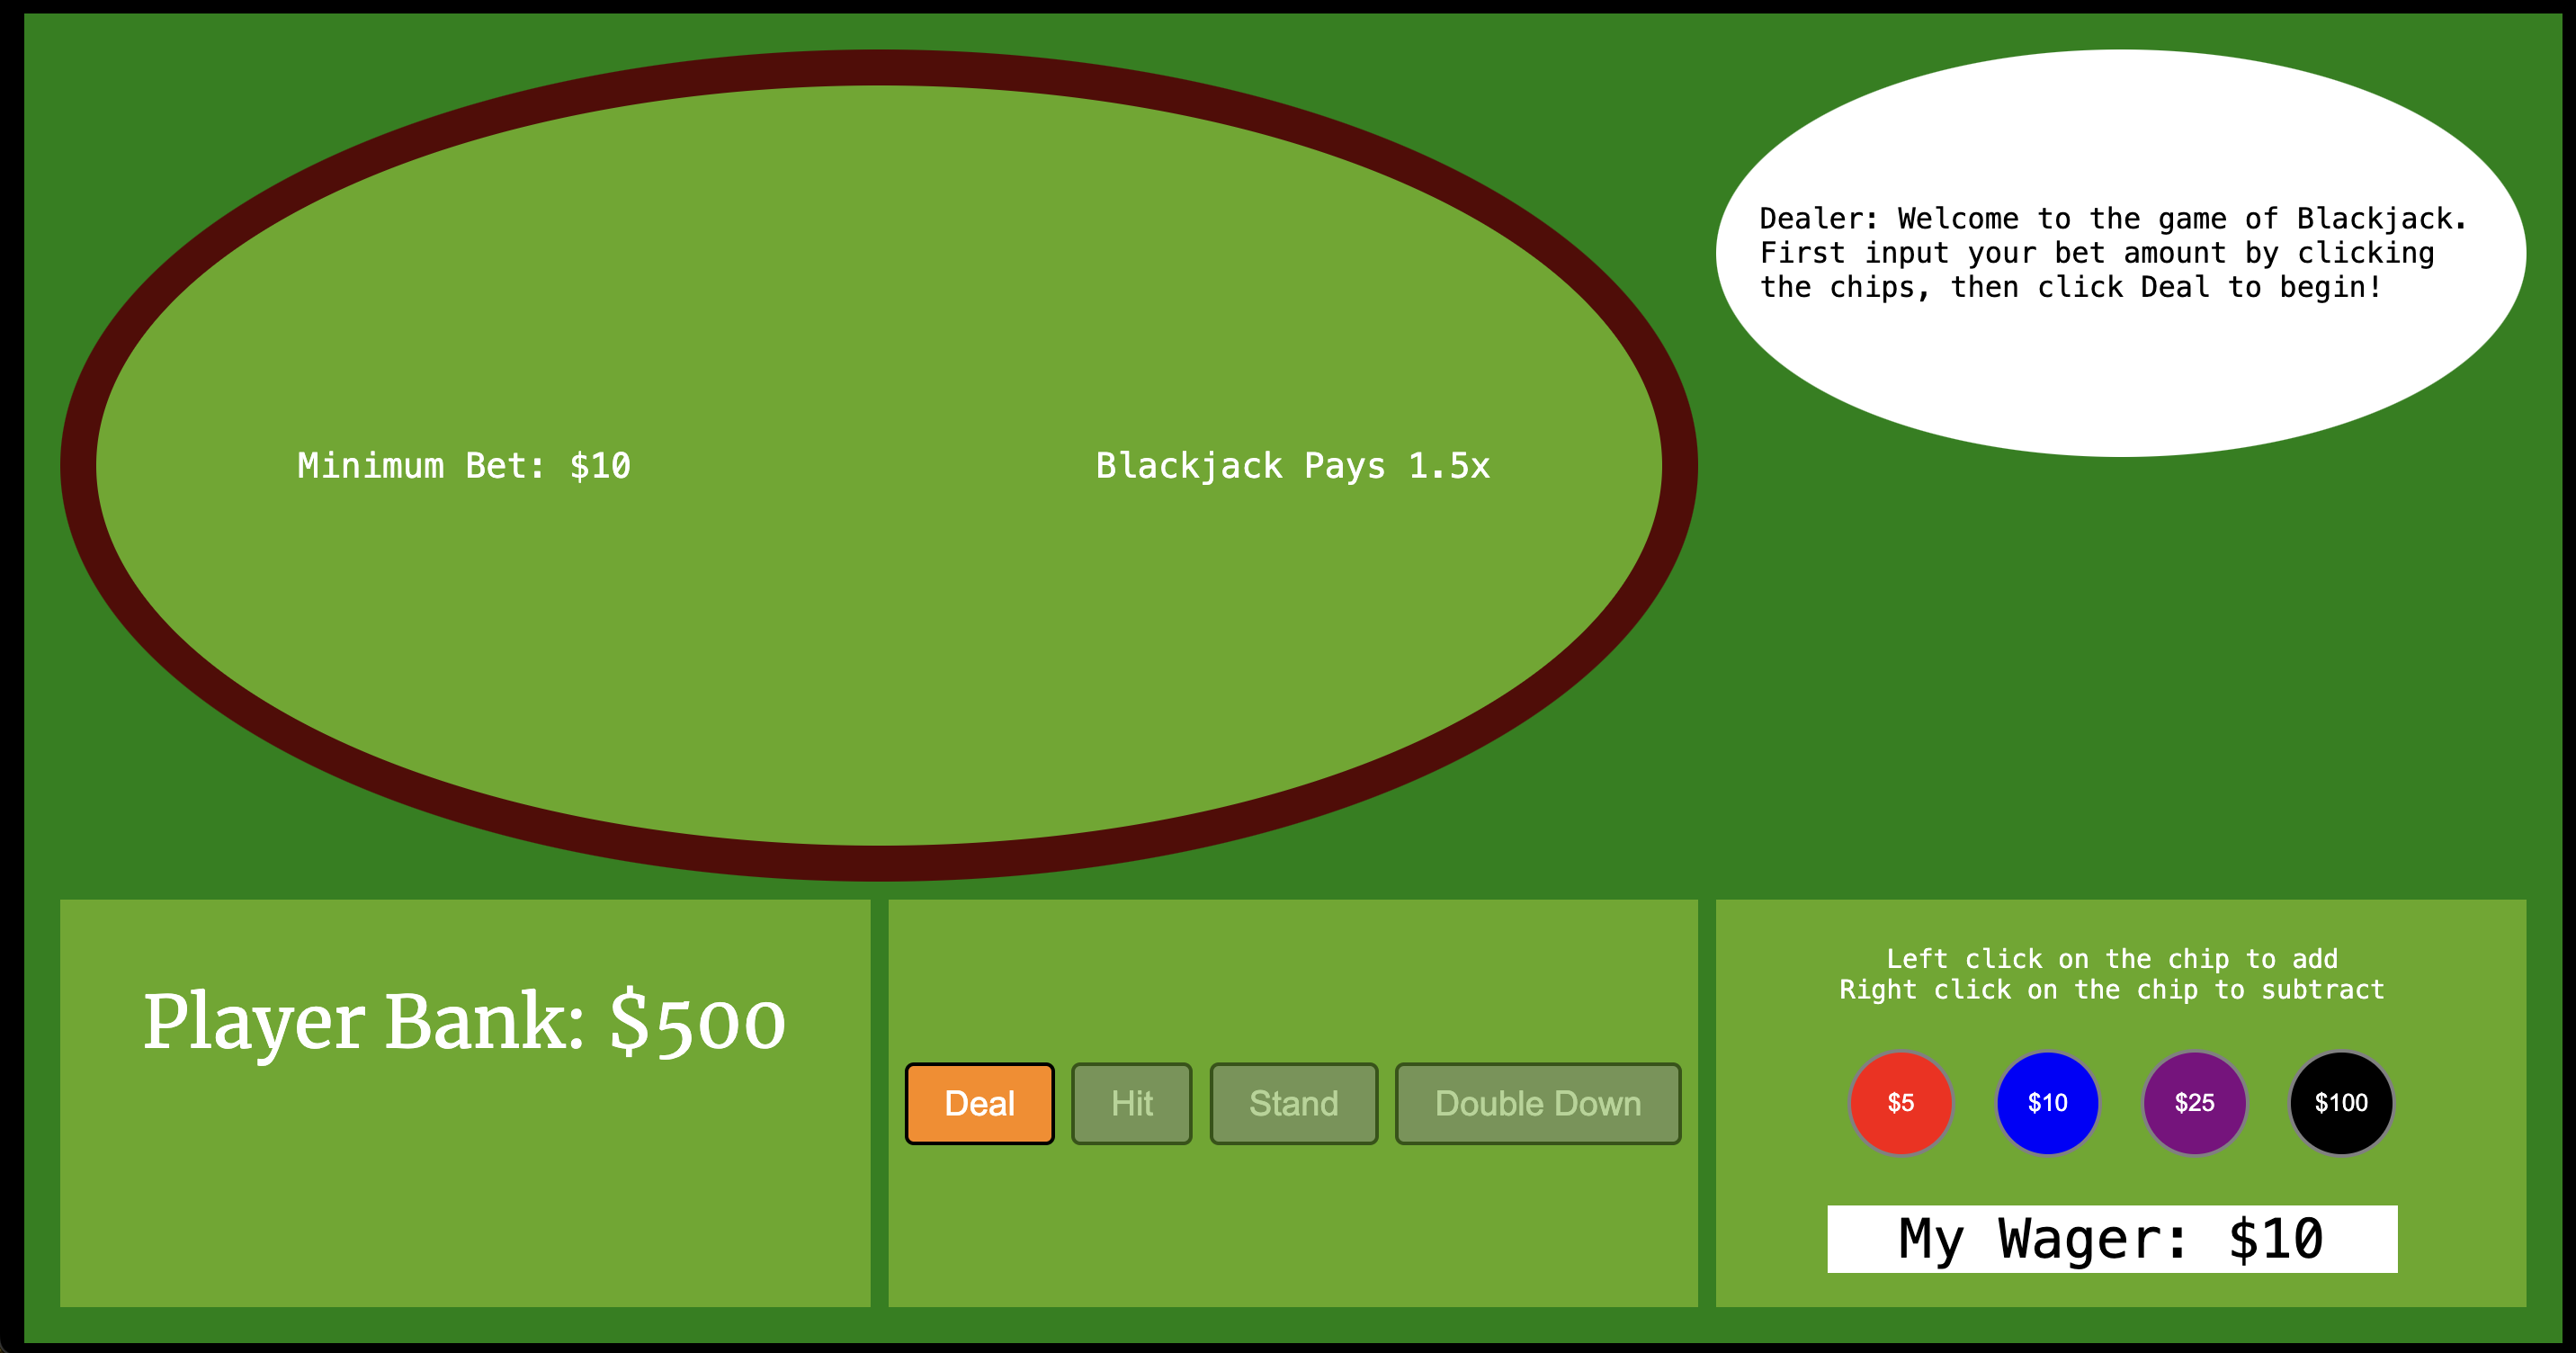 Dealer: Welcome to the game of Blackjack.
First input your bet amount by clicking
the chips, then click Deal to begin!
Minimum Bet: $10
Blackjack Pays 1.5x
Player Bank: $500
Deal
Hit
Stand
Double Down
Left click on the chip to add
Right click on the chip to subtract
$5
$10
$25
$100
My Wager: $10